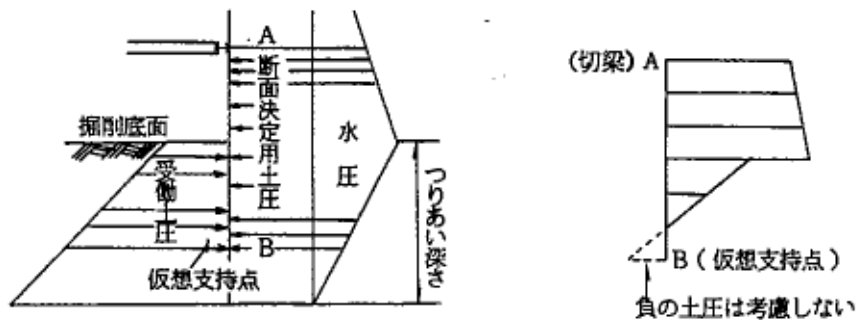 A
断面決定用土圧
水圧
掘削底面
受働土圧
つりあい深さ
B
仮想支持点
(切梁) A
B (仮想支持点)
負の土圧は考慮しない